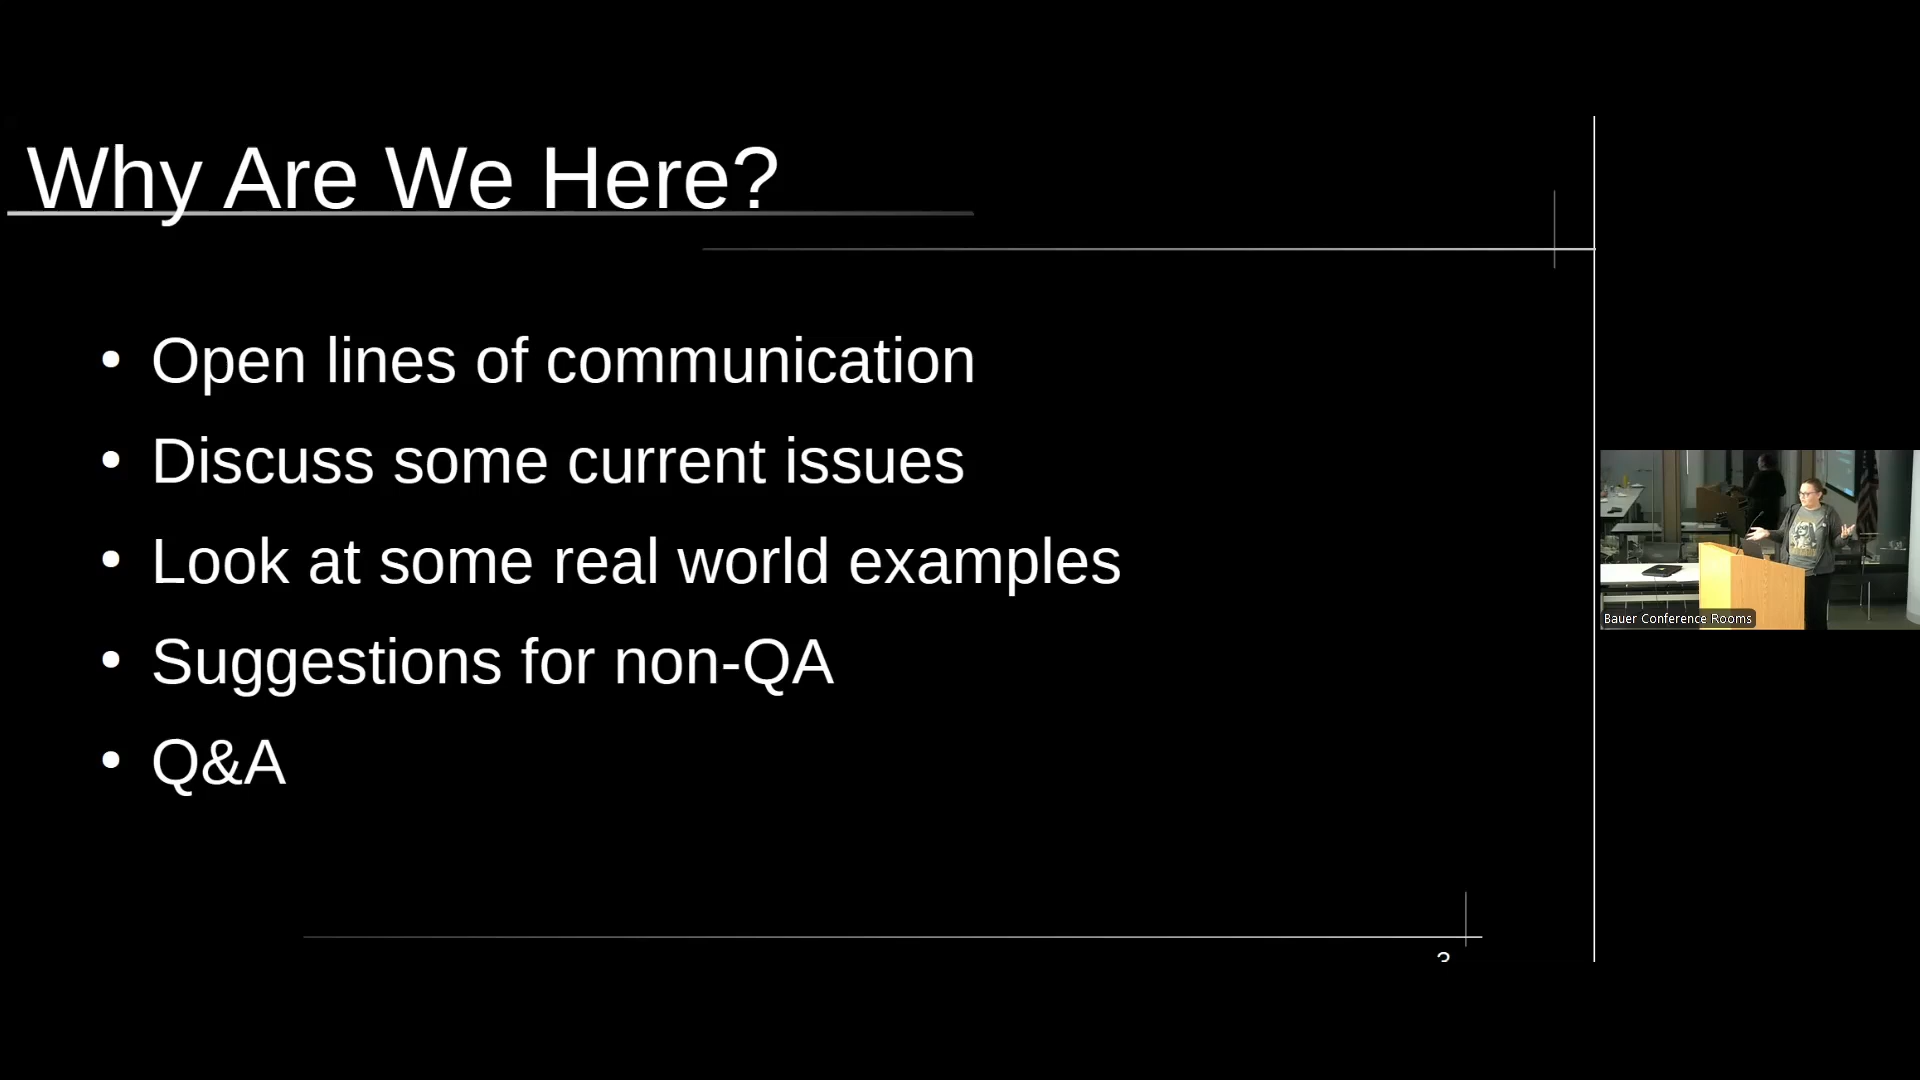 Why Are We Here?
• Open lines of communication
• Discuss some current issues
• Look at some real world examples
• Suggestions for non-QA
• Q&A
Bauer Conference Rooms